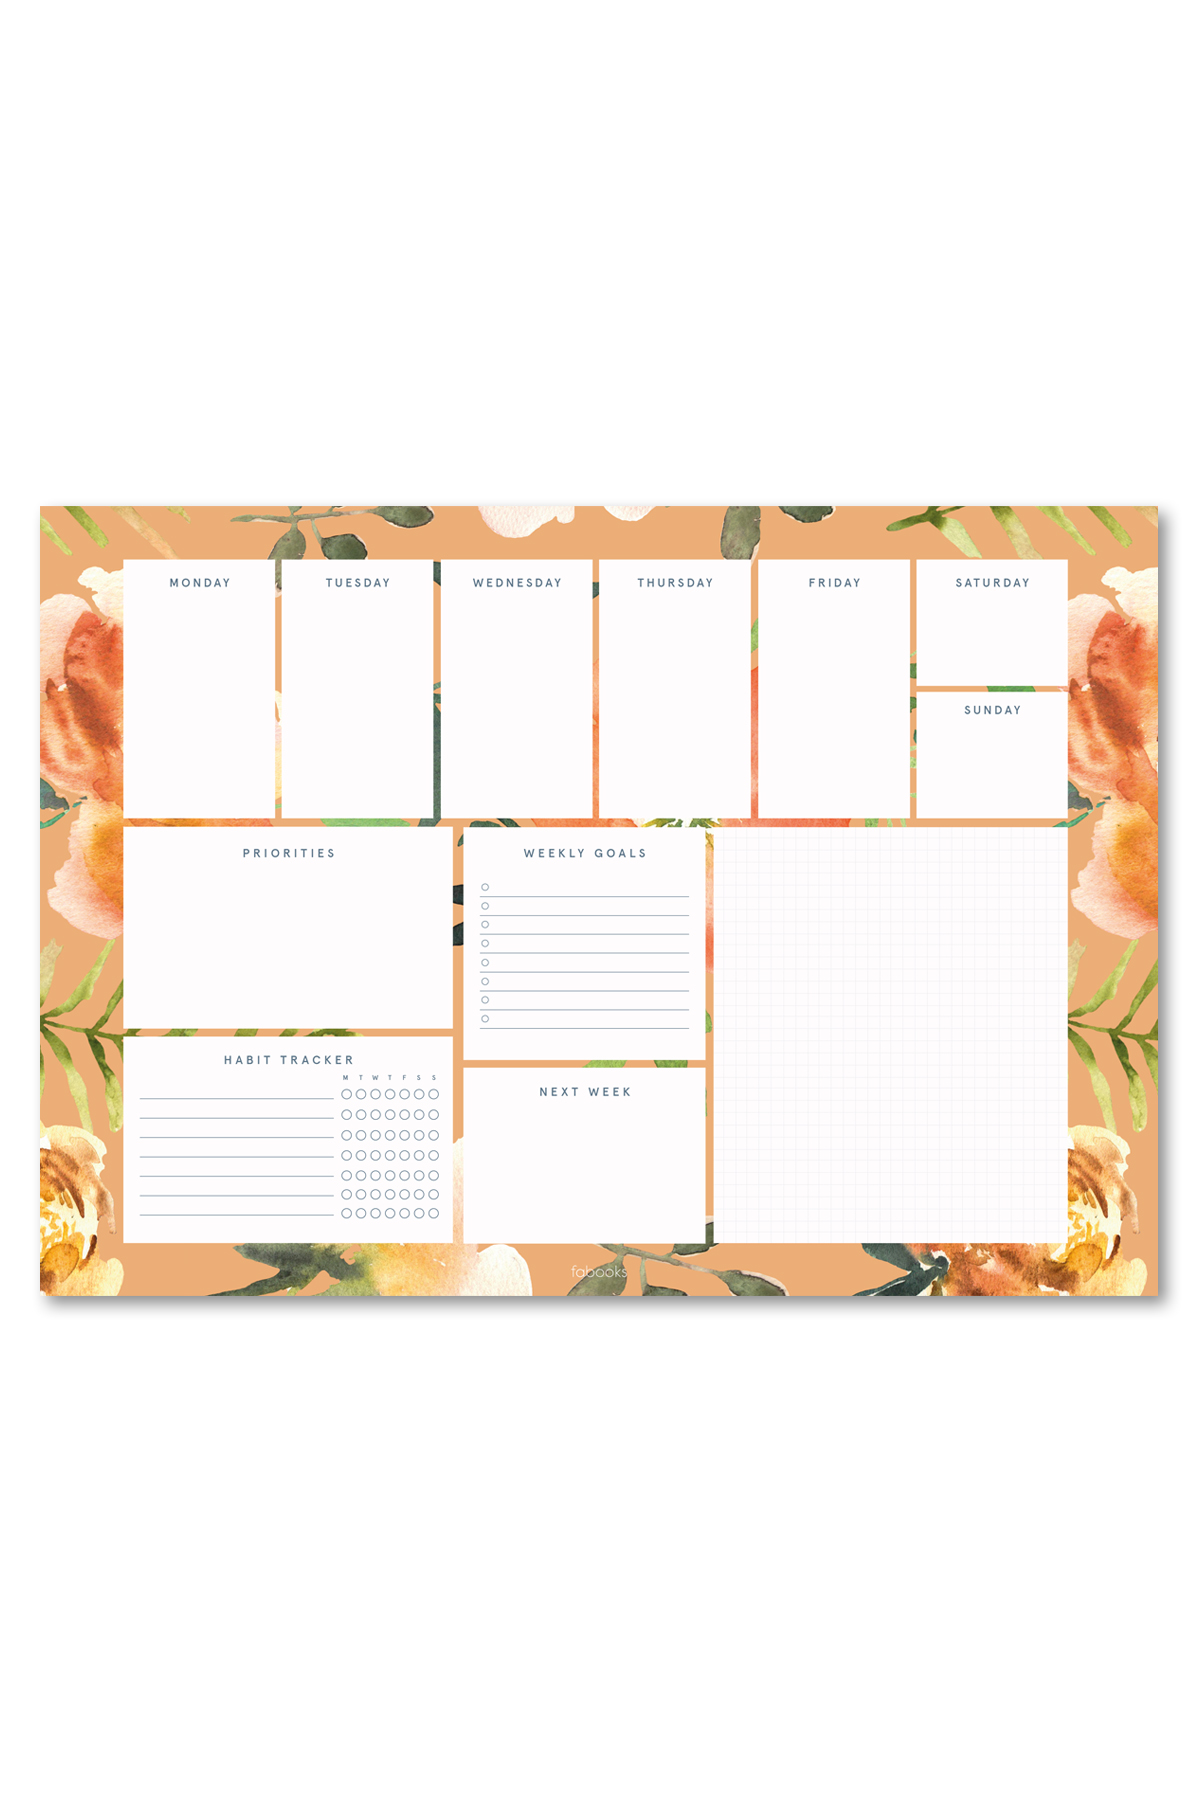 MONDAY
TUESDAY
WEDNESDAY
THURSDAY
FRIDAY
SATURDAY
SUNDAY
PRIORITIES
WEEKLY GOALS
HABIT TRACKER
M T W T F S S
NEXT WEEK
fabooks